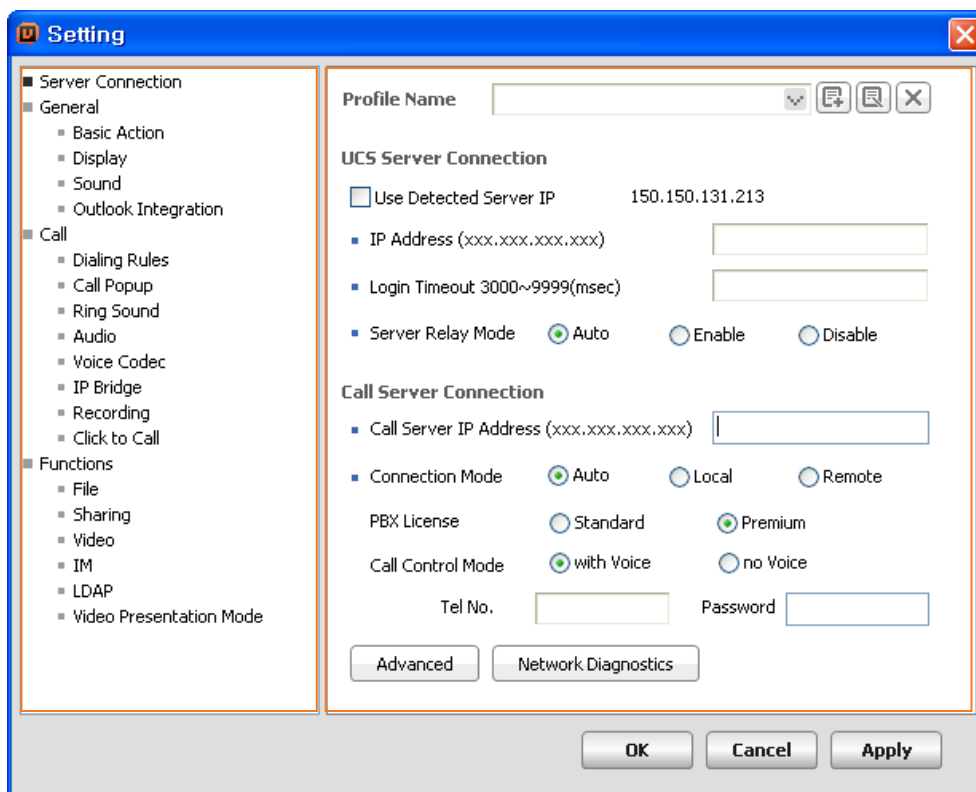 Setting
Server Connection
General
Basic Action
Display
Sound
Outlook Integration
Call
Dialing Rules
Call Popup
Ring Sound
Audio
Voice Codec
IP Bridge
Recording
Click to Call
Functions
File
Sharing
Video
IM
LDAP
Video Presentation Mode
Profile Name
UCS Server Connection
Use Detected Server IP 150.150.131.213
IP Address (xxx.xxx.xxx.xxx)
Login Timeout 3000~9999(msec)
Server Relay Mode Auto Enable Disable
Call Server Connection
Call Server IP Address (xxx.xxx.xxx.xxx)
Connection Mode Auto Local Remote
PBX License Standard Premium
Call Control Mode with Voice no Voice
Tel No. Password
Advanced Network Diagnostics
OK Cancel Apply